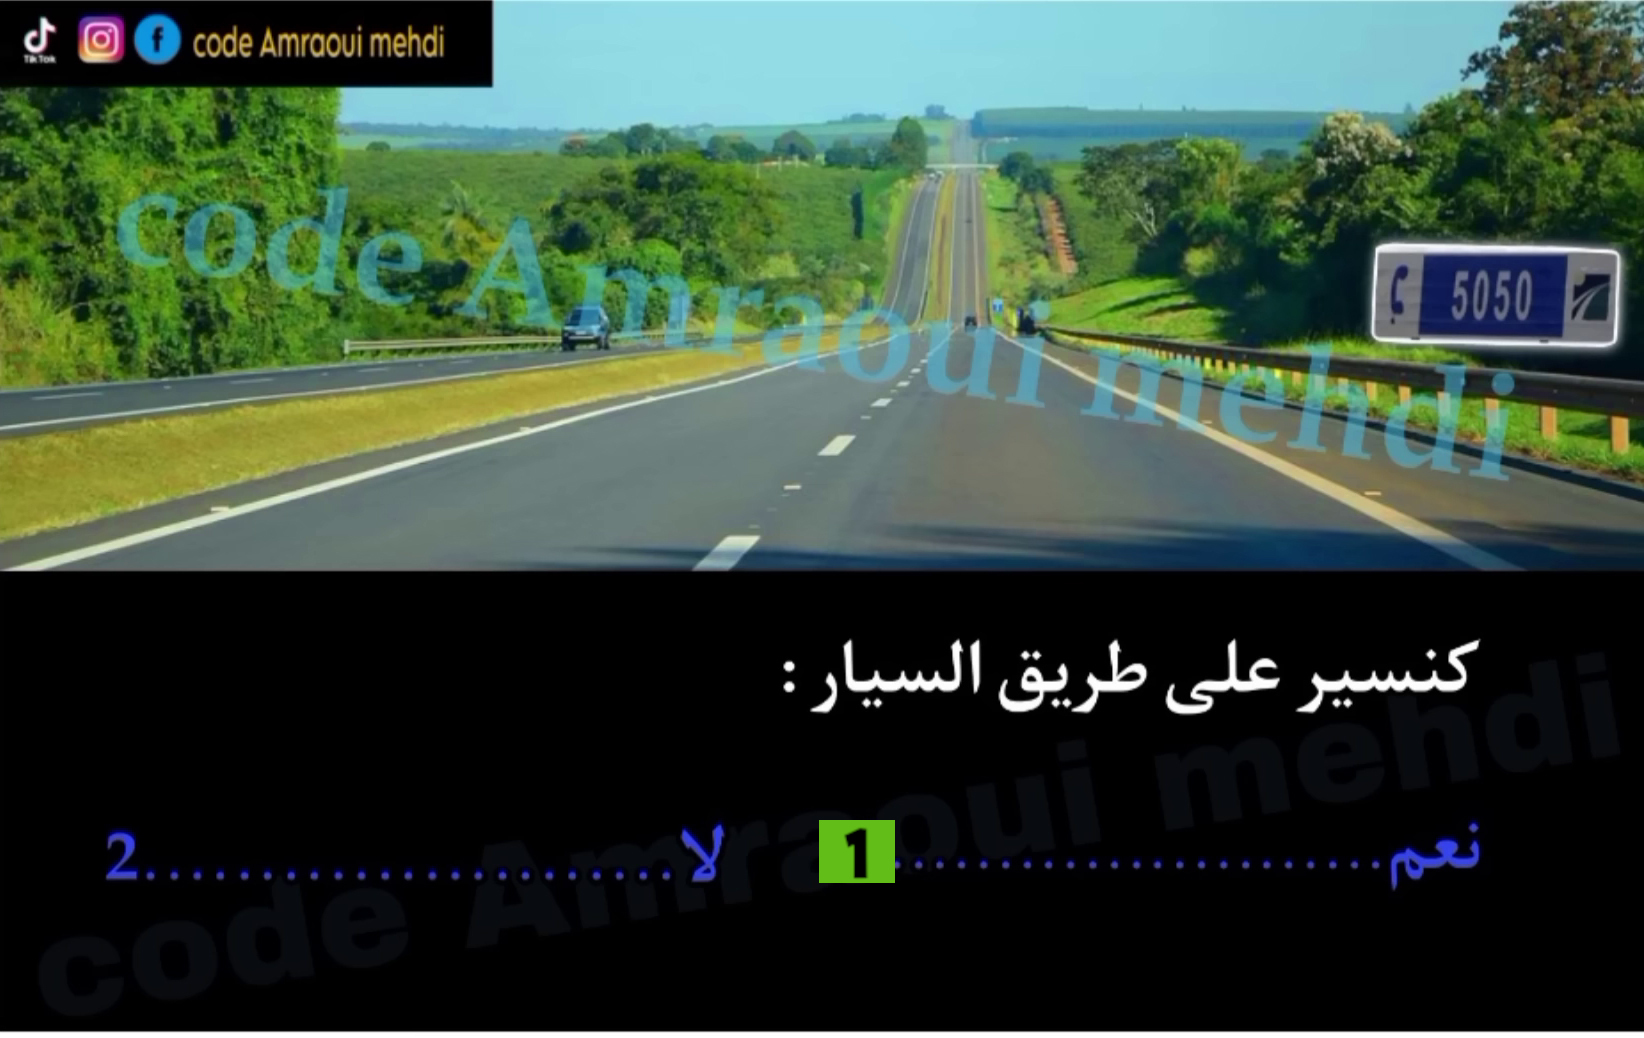 TikTok
code Amraoui mehdi
code Amraoui mehdi
5050
كنسير على طريق السيار :
نعم.......................1
لا.........................2
code Amraoui mehdi